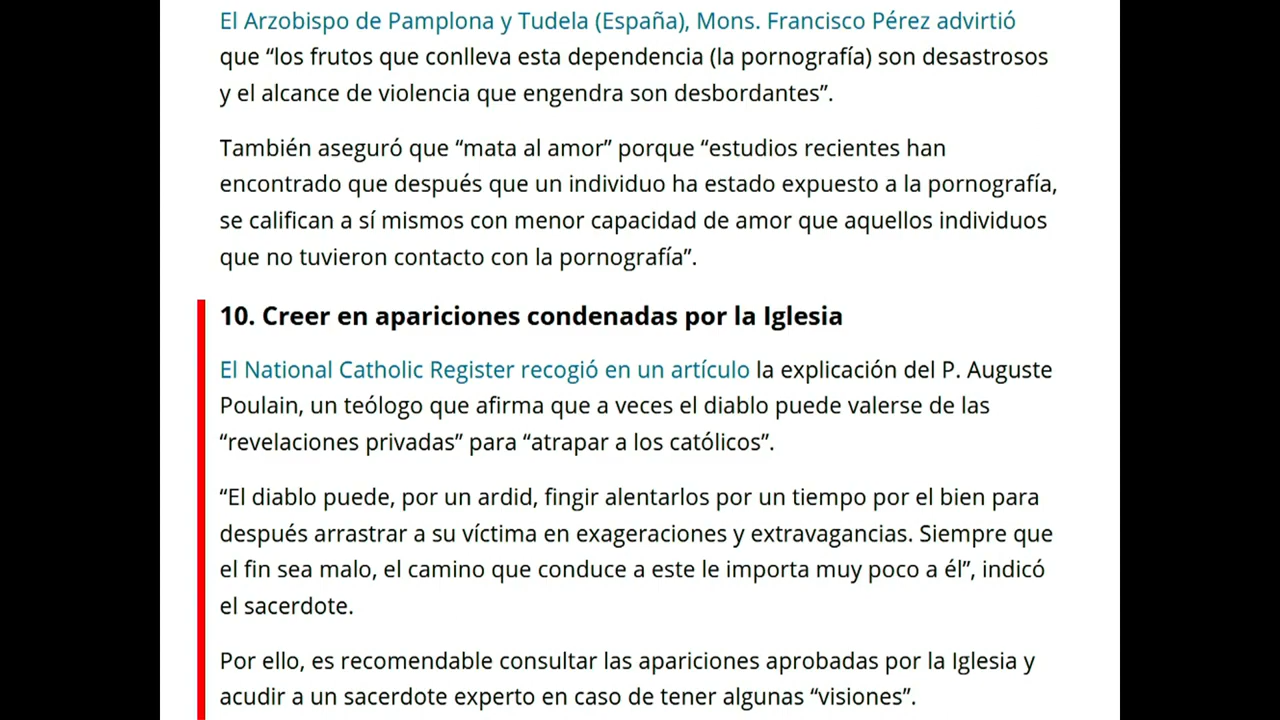 El Arzobispo de Pamplona y Tudela (España), Mons. Francisco Pérez advirtió
que “los frutos que conlleva esta dependencia (la pornografía) son desastrosos
y el alcance de violencia que engendra son desbordantes”.
También aseguró que “mata al amor” porque “estudios recientes han
encontrado que después que un individuo ha estado expuesto a la pornografía,
se califican a sí mismos con menor capacidad de amor que aquellos individuos
que no tuvieron contacto con la pornografía”.
10. Creer en apariciones condenadas por la Iglesia
El National Catholic Register recogió en un artículo la explicación del P. Auguste
Poulain, un teólogo que afirma que a veces el diablo puede valerse de las
“revelaciones privadas” para “atrapar a los católicos”.
“El diablo puede, por un ardid, fingir alentarlos por un tiempo por el bien para
después arrastrar a su víctima en exageraciones y extravagancias. Siempre que
el fin sea malo, el camino que conduce a este le importa muy poco a él”, indicó
el sacerdote.
Por ello, es recomendable consultar las apariciones aprobadas por la Iglesia y
acudir a un sacerdote experto en caso de tener algunas “visiones”.